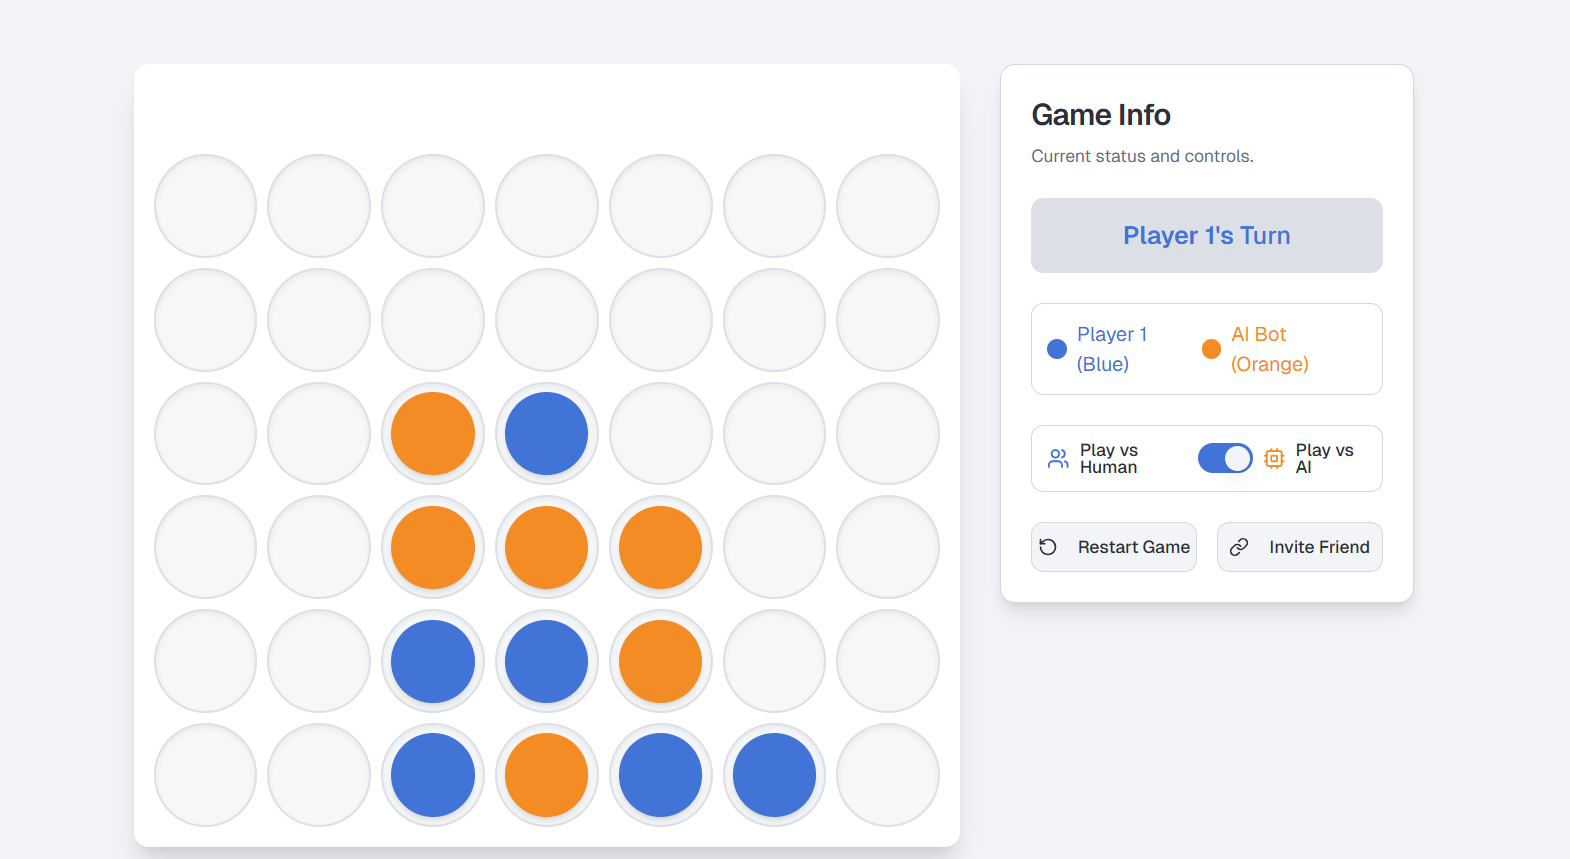 Game Info
Current status and controls.
Player 1's Turn
Player 1
(Blue)
AI Bot
(Orange)
Play vs
Human
Play vs
AI
Restart Game
Invite Friend